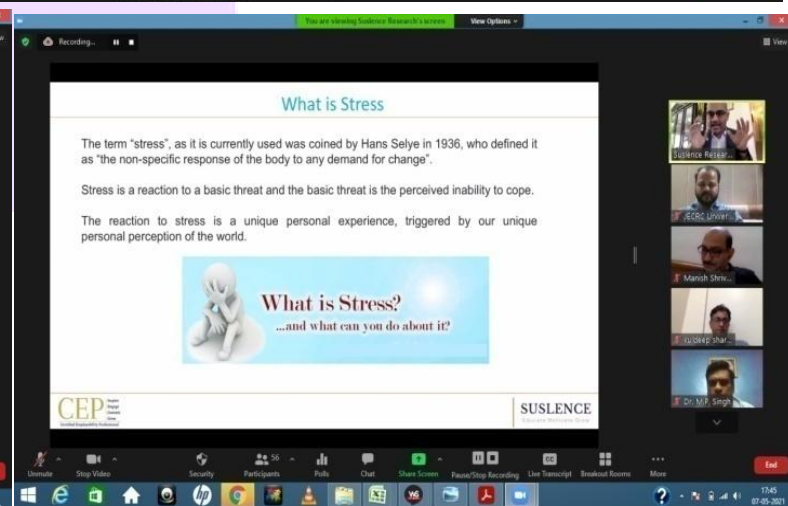 You are viewing Suslence Research's screen View Options
Recording...
View
What is Stress
The term “stress”, as it is currently used was coined by Hans Selye in 1936, who defined it
as “the non-specific response of the body to any demand for change”.
Stress is a reaction to a basic threat and the basic threat is the perceived inability to cope.
The reaction to stress is a unique personal experience, triggered by our unique
personal perception of the world.
What is Stress?
...and what can you do about it?
CEP
SUSLENCE
Suslence Resear...
JECRC Univer...
Manish Shriv...
kuldeep shar...
Dr. M.P. Singh
Unmute Stop Video Security Participants 56 Polls Chat Share Screen Pause/Stop Recording Live Transcript Breakout Rooms More End
17:45
07-05-2021